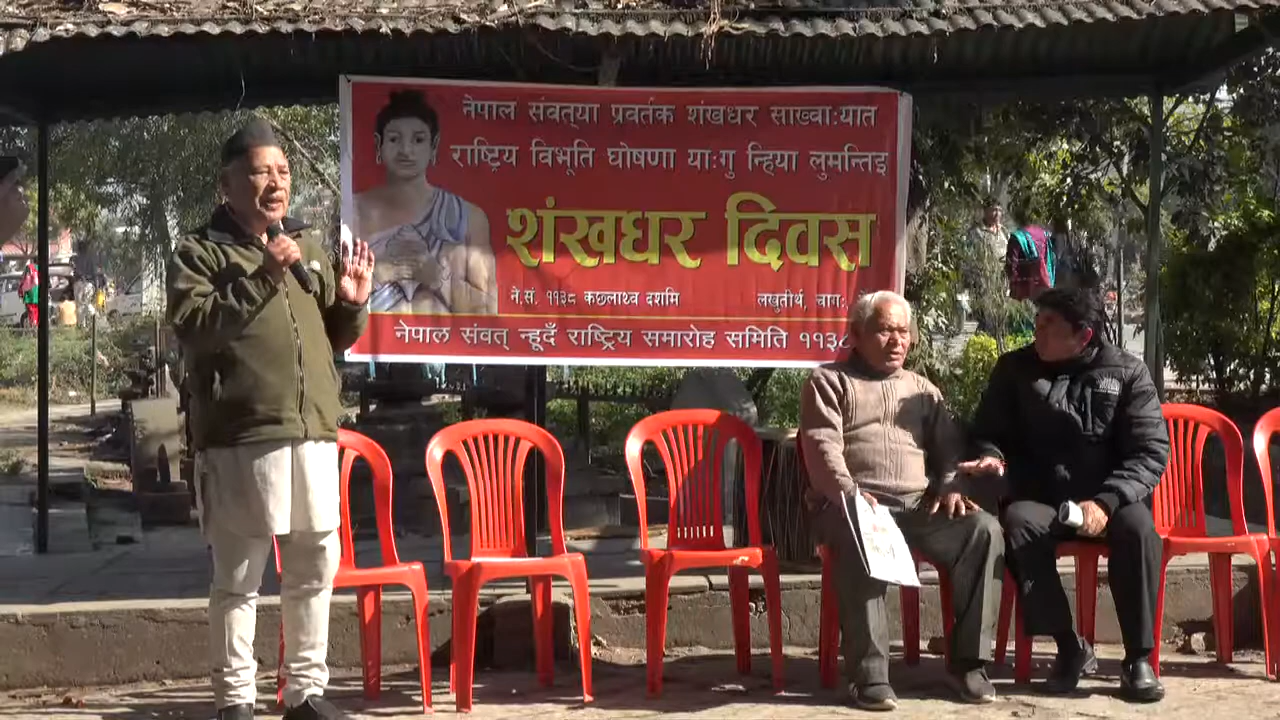 नेपाल संवत्‌या प्रवर्तक शंखधर साख्वा:यात
राष्ट्रिय विभूति घोषणा या:गु न्हिया लुमन्तिइ
शंखधर दिवस
ने.सं. ११३८ कछलाथ्व दशमि लखुतीर्थ, चाग:
नेपाल संवत् न्हूदँ राष्ट्रिय समारोह समिति ११३८